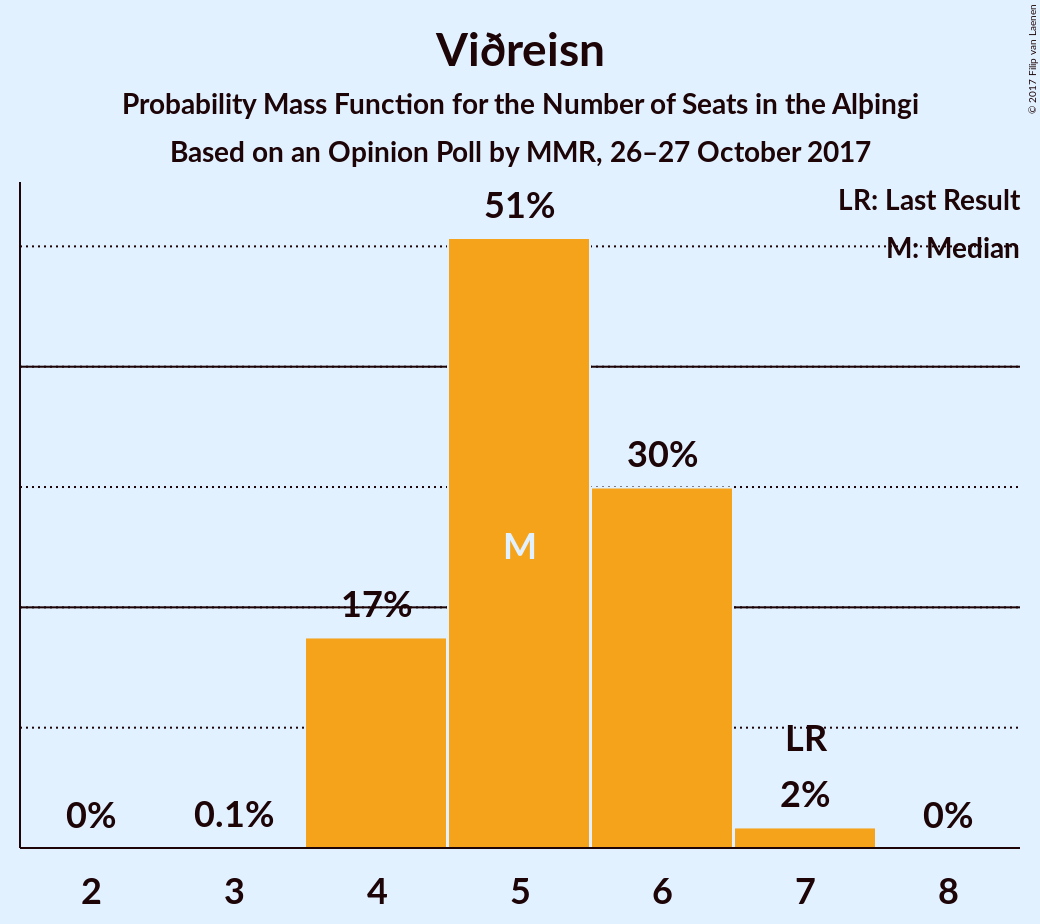 Viðreisn
Probability Mass Function for the Number of Seats in the Alþingi
Based on an Opinion Poll by MMR, 26–27 October 2017
© 2017 Filip van Laenen
LR: Last Result
M: Median
51%
30%
M
17%
LR
2%
0%
0.1%
0%
2 3 4 5 6 7 8